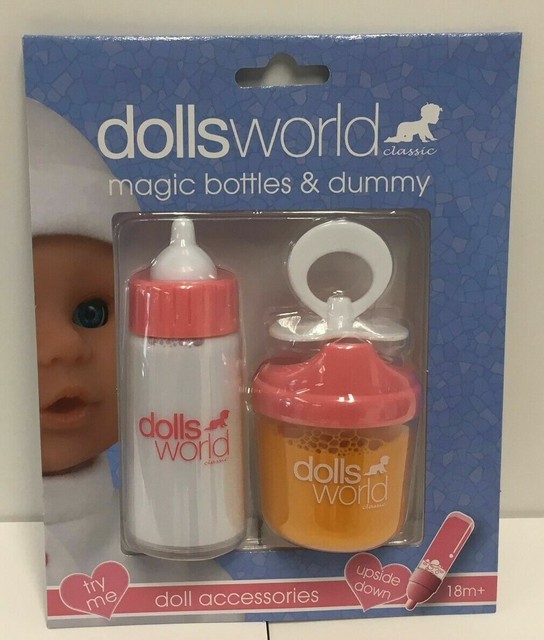 dollsworld
classic
magic bottles & dummy
dolls
world
classic
dolls
world
classic
try
me
doll accessories
upside
down
18m+